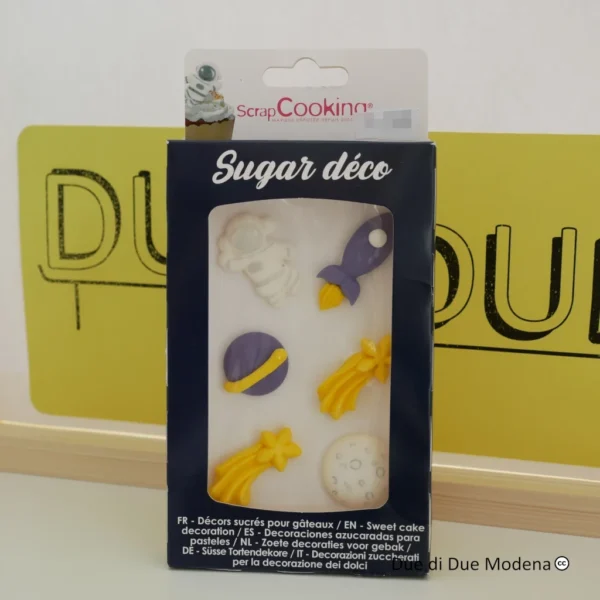 ScrapCooking®
Sugar déco
DU
DUE
FR - Décors sucrés pour gâteaux / EN - Sweet cake
decoration / ES - Decoraciones azucaradas para
pasteles / NL - Zoete decoraties voor gebak /
DE - Süsse Tortendekore / IT - Decorazioni zuccherati
per la decorazione dei dolci
Due di Due Modena
cc